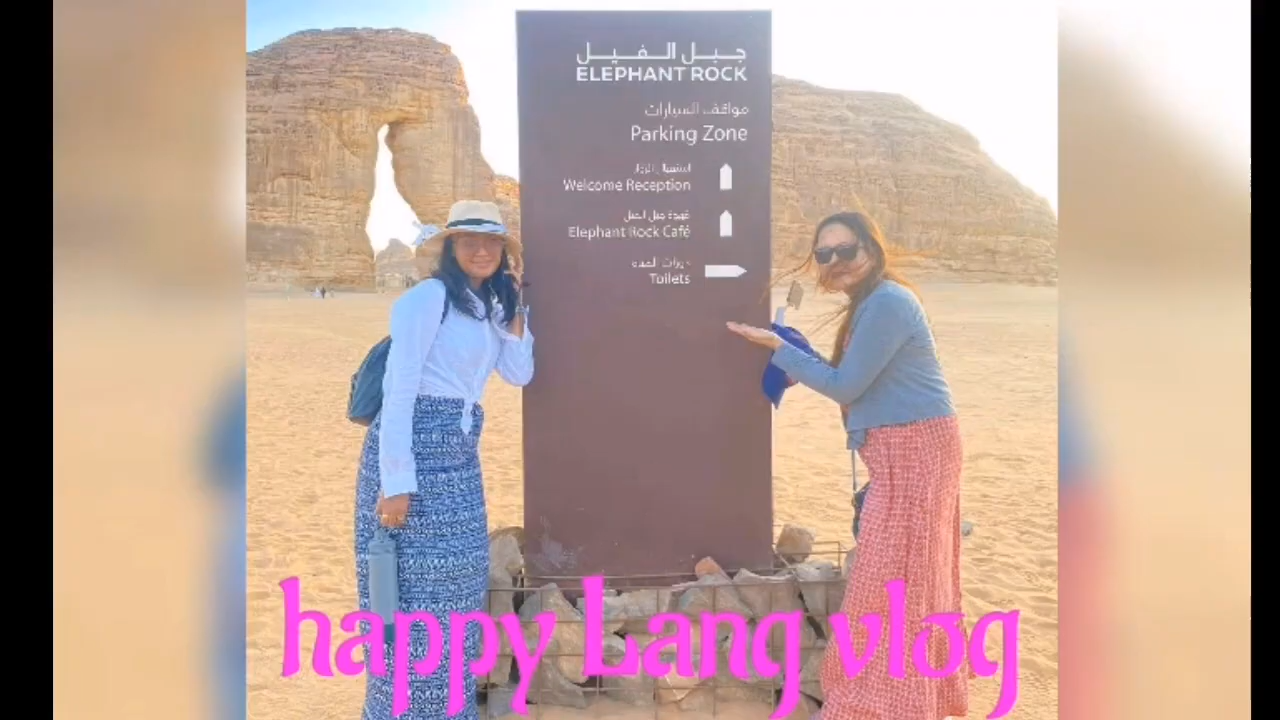 جبل الفيل
ELEPHANT ROCK
مواقف السيارات
Parking Zone
Welcome Reception
Elephant Rock Café
Toilets
happy Lang vlog